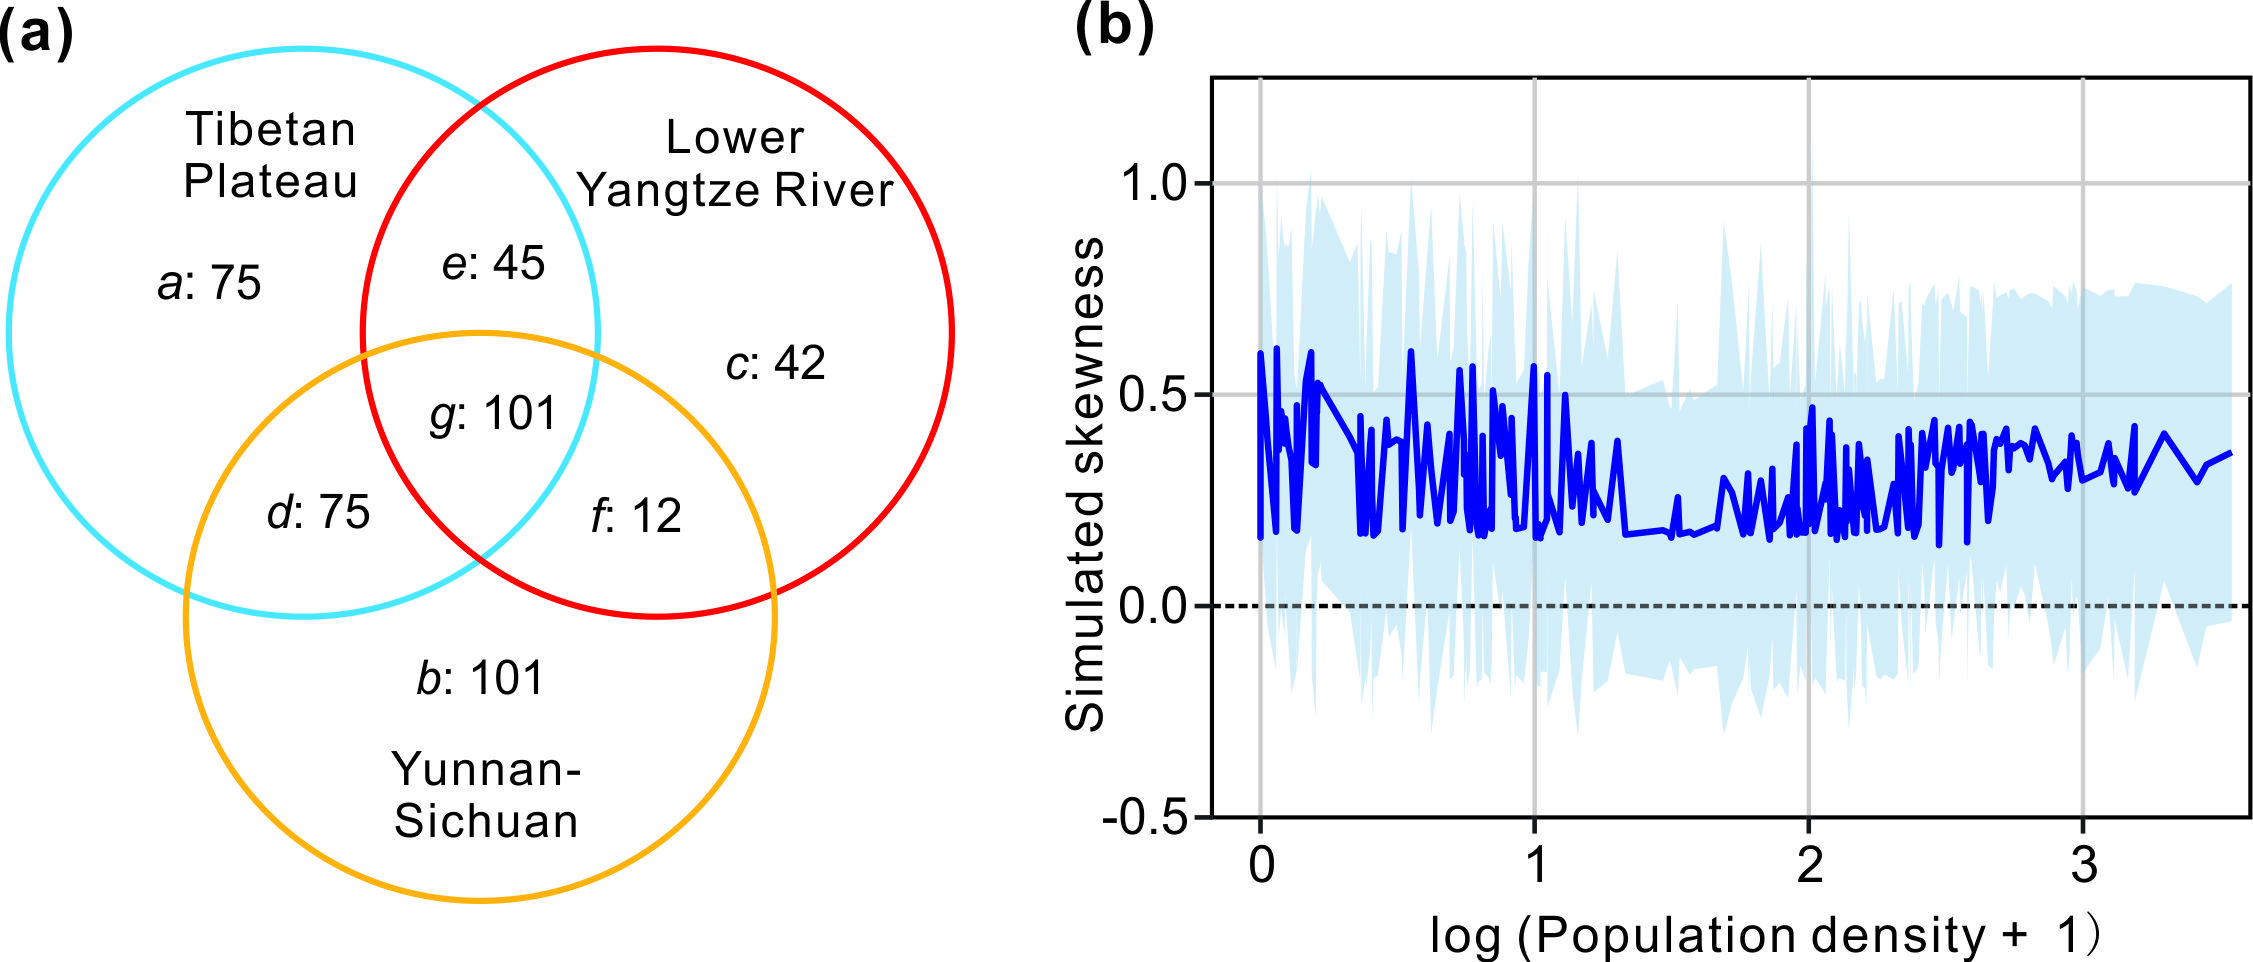 (a)
Tibetan
Plateau
Lower
Yangtze River
a: 75
e: 45
c: 42
g: 101
d: 75
f: 12
b: 101
Yunnan-
Sichuan
(b)
Simulated skewness
1.0
0.5
0.0
-0.5
0 1 2 3
log (Population density + 1)